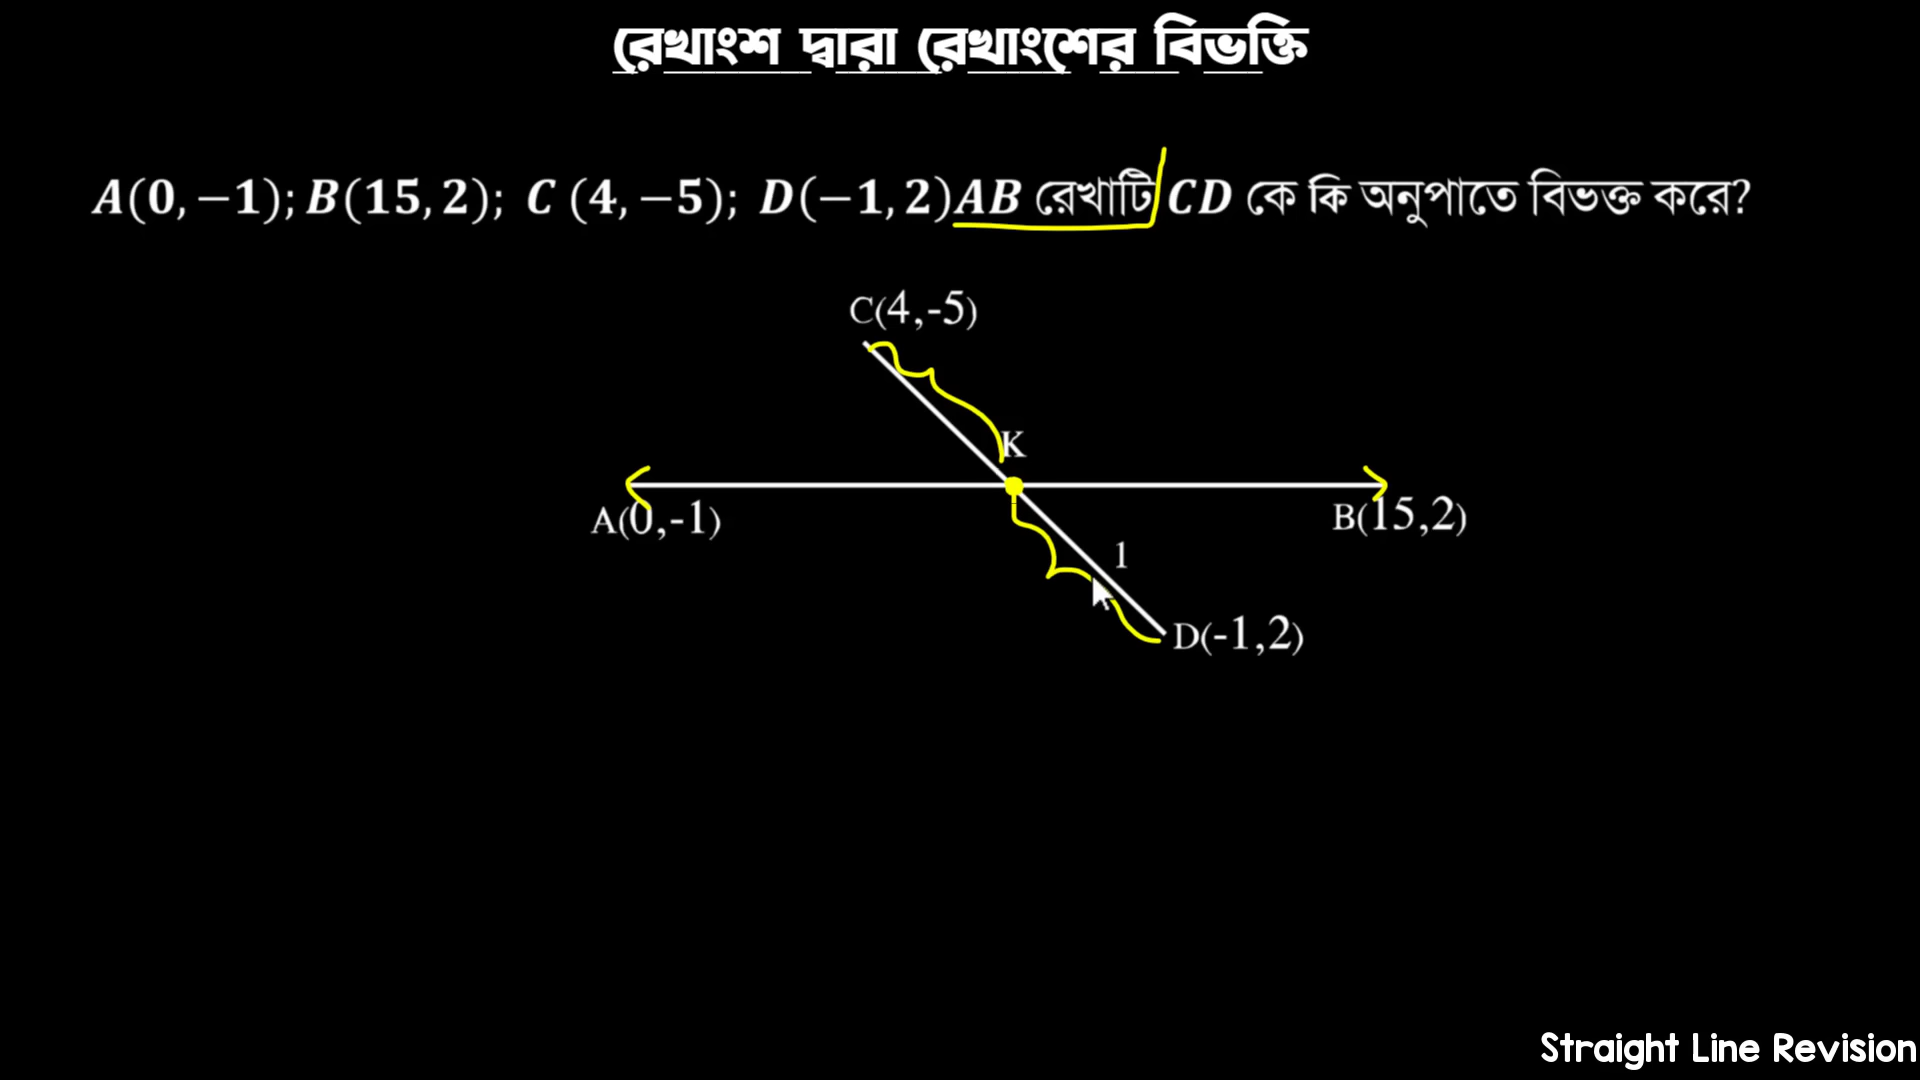 রেখাংশ দ্বারা রেখাংশের বিভক্তি
A(0,−1); B(15,2); C (4,−5); D(−1,2)AB রেখাটি CD কে কি অনুপাতে বিভক্ত করে?
C(4,-5)
K
A(0,-1)
B(15,2)
1
D(-1,2)
Straight Line Revision